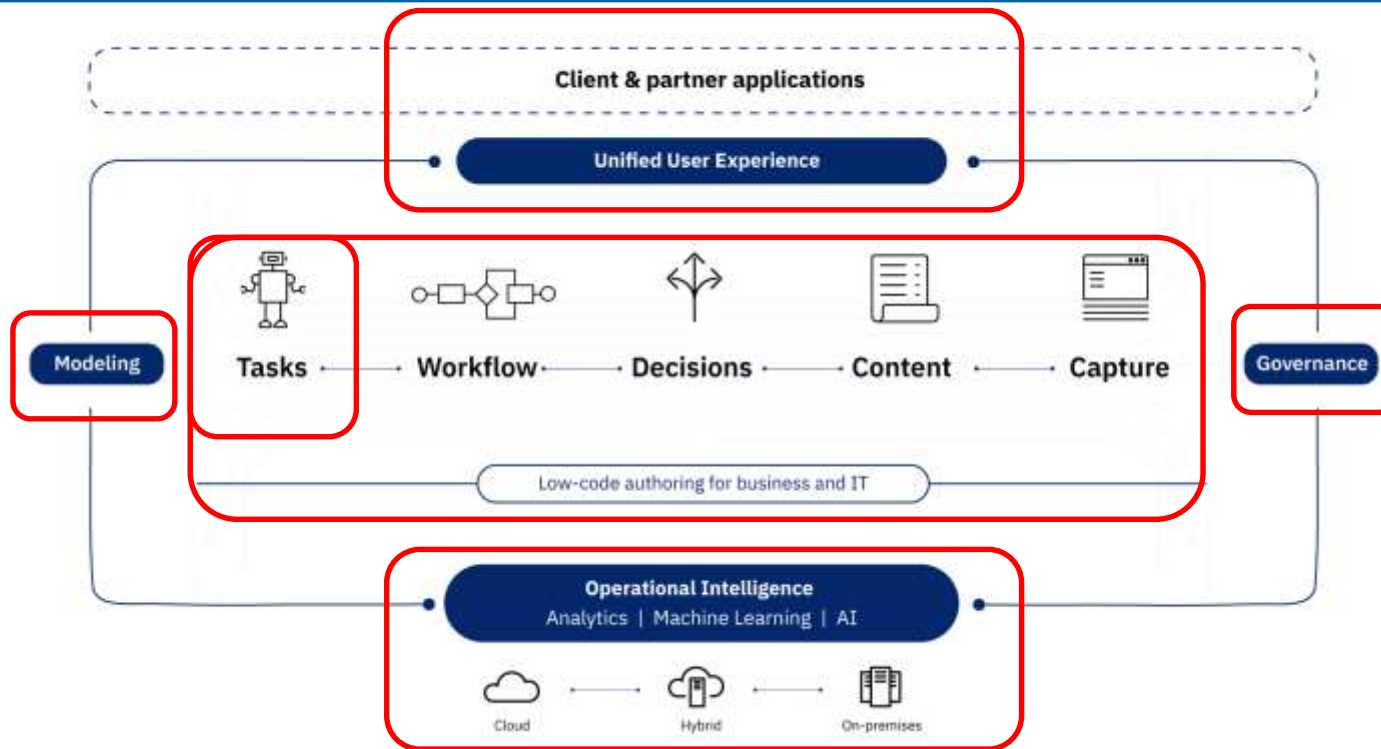 Client & partner applications
Unified User Experience
Modeling
Tasks
Workflow
Decisions
Content
Capture
Governance
Low-code authoring for business and IT
Operational Intelligence
Analytics | Machine Learning | AI
Cloud
Hybrid
On-premises